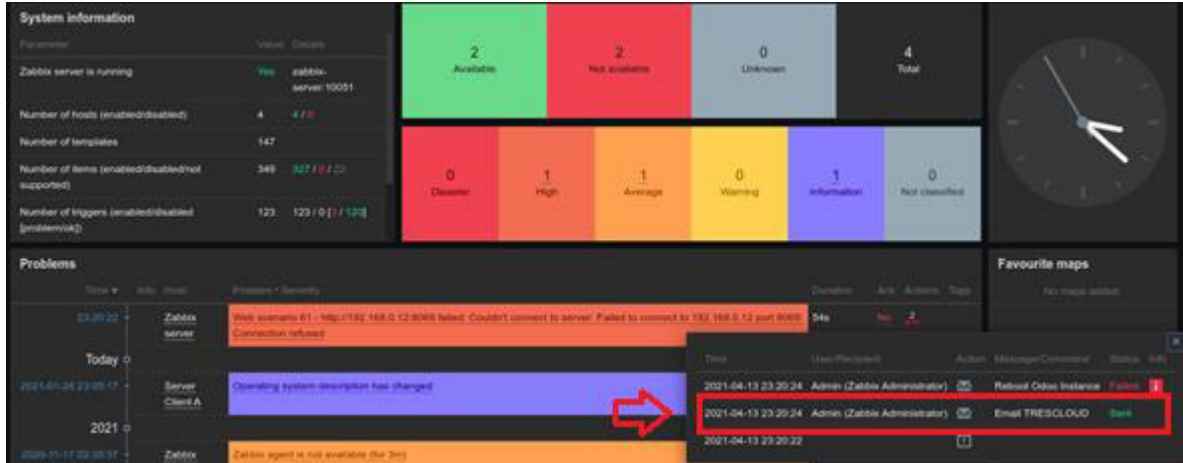 System information
Parameter Value Details
Zabbix server is running Yes zabbix-
server:10051
Number of hosts (enabled/disabled) 4 4 / 0
Number of templates 147
Number of items (enabled/disabled/not
supported) 349 327 / 0 / 22
Number of triggers (enabled/disabled
[problem/ok]) 123 123 / 0 [3 / 120]
2
Available
2
Not available
0
Unknown
4
Total
0
Disaster
1
High
1
Average
0
Warning
1
Information
0
Not classified
Problems
Time ▼ Info Host Problem • Severity Duration Ack Actions Tags
23:20:22 Zabbix
server
Web scenario 61 - http://192.168.0.12:8069 failed: Couldn't connect to server: Failed to connect to 192.168.0.12 port 8069:
Connection refused
54s No 2
Today
23:05:17 Server
Client A
Operating system description has changed
2021
Zabbix
Zabbix agent is not available (for 3m)
Favourite maps
No maps added.
Time User/Recipient Action Message/Command Status Info
2021-04-13 23:20:24 Admin (Zabbix Administrator) Reboot Odoo Instance Failed
2021-04-13 23:20:24 Admin (Zabbix Administrator) Email TRESCLOUD Sent
2021-04-13 23:20:22